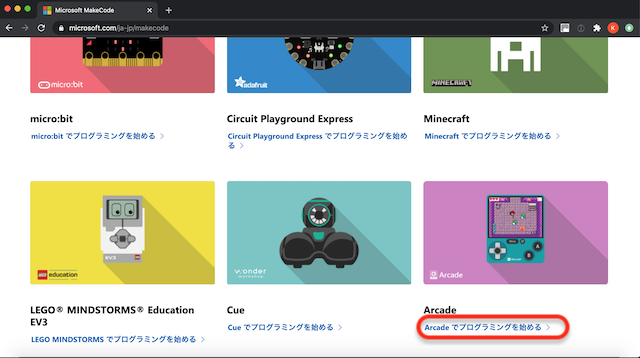 Microsoft MakeCode
microsoft.com/ja-jp/makecode
K
micro:bit
adafruit
MINECRAFT
micro:bit
Circuit Playground Express
Minecraft
micro:bit でプログラミングを始める
Circuit Playground Express でプログラミングを始め
る
Minecraft でプログラミングを始める
EV3
LEGO education
wonder
workshop
Arcade
LEGO® MINDSTORMS® Education
EV3
Cue
Arcade
LEGO MINDSTORMS でプログラミングを始める
Cue でプログラミングを始める
Arcade でプログラミングを始める